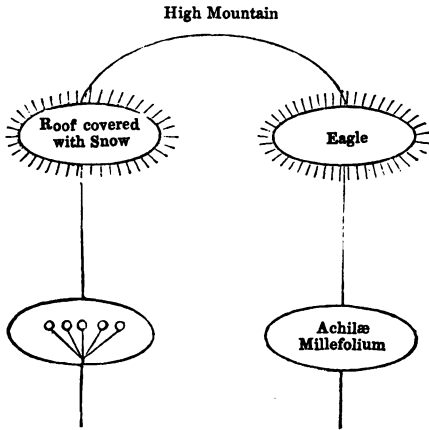 High Mountain
Roof covered
with Snow
Eagle
Achilæ
Millefolium